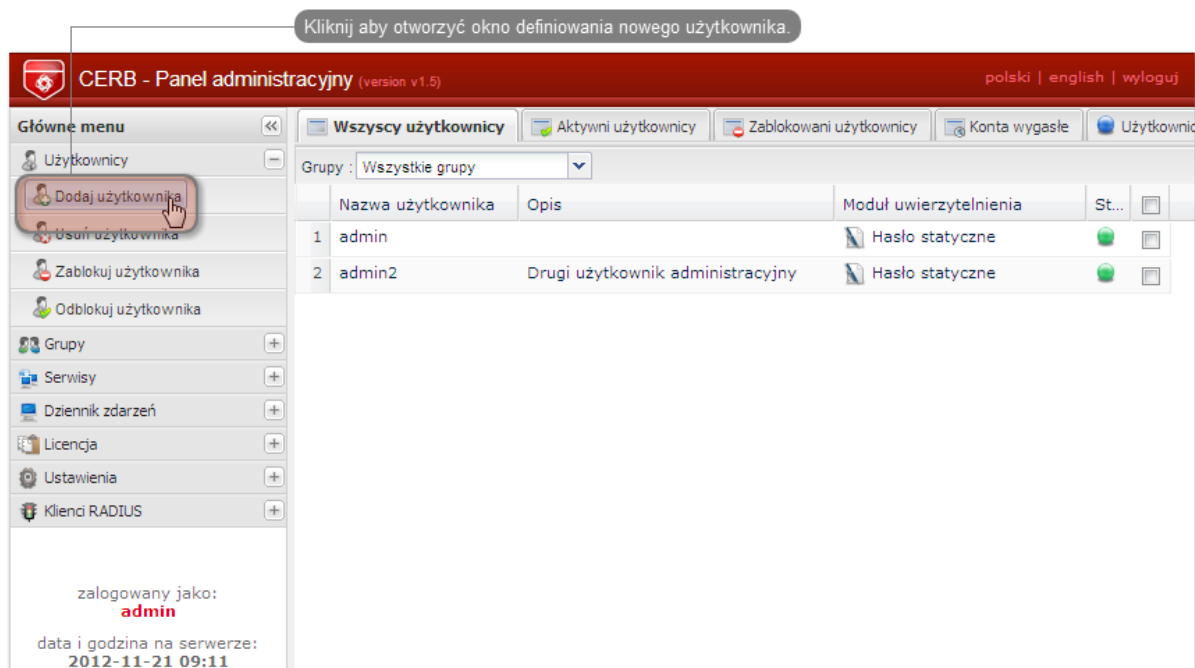 Kliknij aby otworzyć okno definiowania nowego użytkownika.
CERB - Panel administracyjny (version v1.5)
polski | english | wyloguj
Główne menu
Wszyscy użytkownicy
Aktywni użytkownicy
Zablokowani użytkownicy
Konta wygasłe
Użytkownic
Użytkownicy
Grupy : Wszystkie grupy
Dodaj użytkownika
Usuń użytkownika
Zablokuj użytkownika
Odblokuj użytkownika
Grupy
Serwisy
Dziennik zdarzeń
Licencja
Ustawienia
Klienci RADIUS
Nazwa użytkownika Opis Moduł uwierzytelnienia St...
1 admin Hasło statyczne
2 admin2 Drugi użytkownik administracyjny Hasło statyczne
zalogowany jako:
admin
data i godzina na serwerze:
2012-11-21 09:11